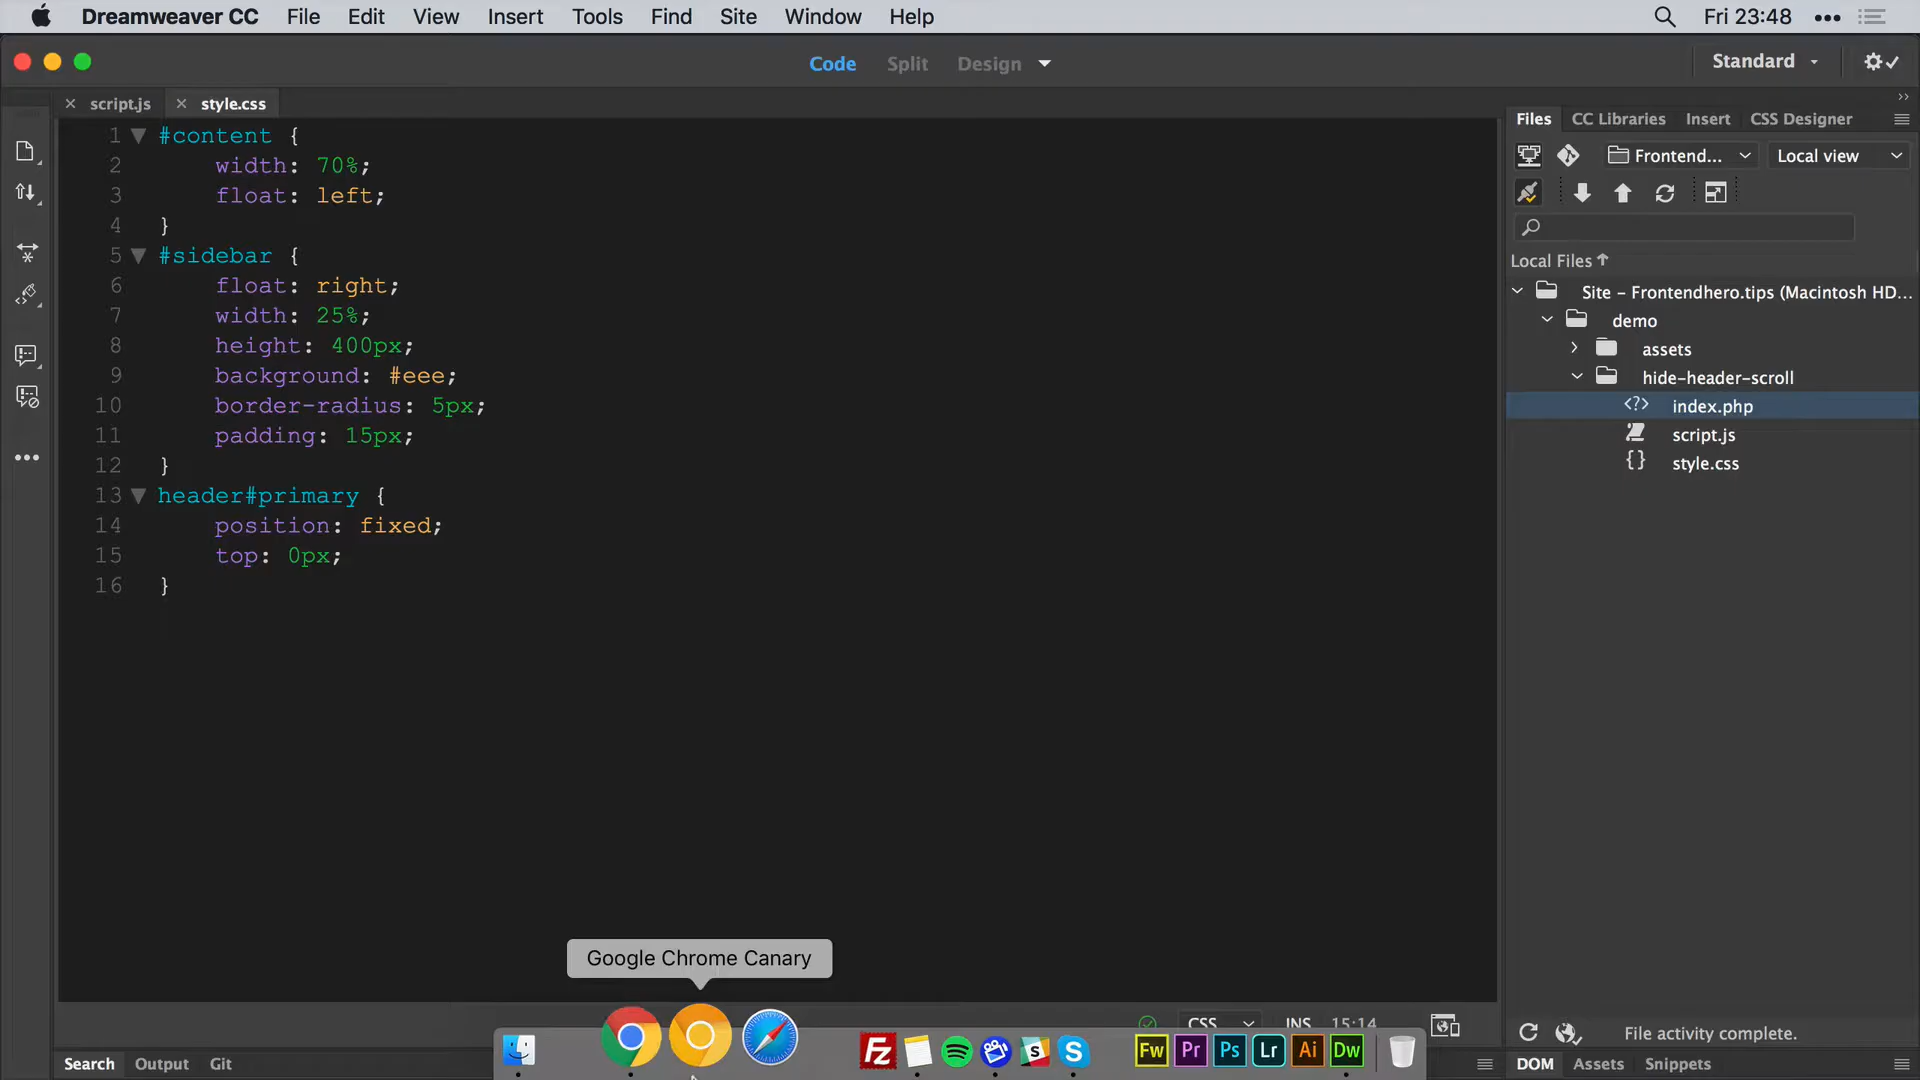 Dreamweaver CC File Edit View Insert Tools Find Site Window Help Fri 23:48
Code Split Design Standard
script.js style.css
Files CC Libraries Insert CSS Designer
1 #content {
2 width: 70%;
3 float: left;
4 }
5 #sidebar {
6 float: right;
7 width: 25%;
8 height: 400px;
9 background: #eee;
10 border-radius: 5px;
11 padding: 15px;
12 }
13 header#primary {
14 position: fixed;
15 top: 0px;
16 }
Frontend... Local view
Local Files
Site – Frontendhero.tips (Macintosh HD...
demo
assets
hide-header-scroll
<?> index.php
script.js
{} style.css
Google Chrome Canary
CSS INS 15:14
File activity complete.
Fz S S Fw Pr Ps Lr Ai Dw
Search Output Git
DOM Assets Snippets